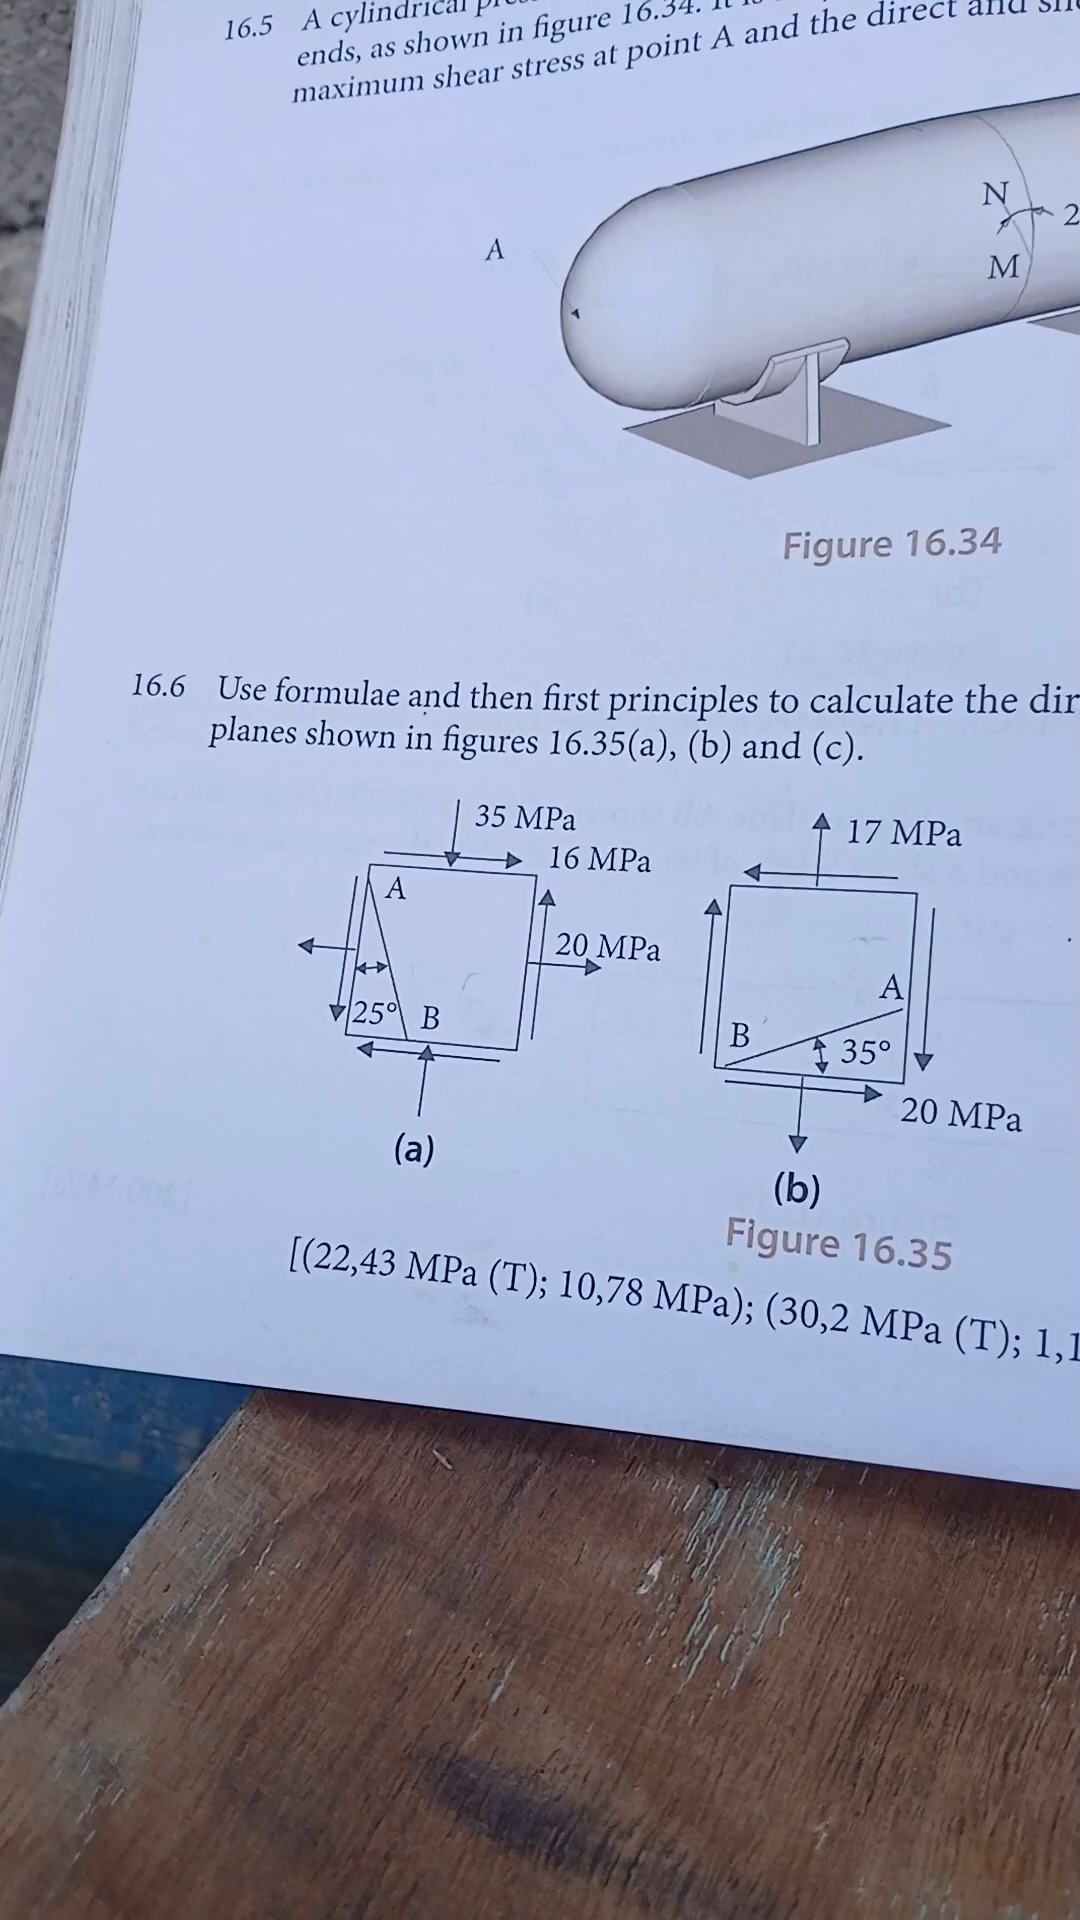 16.5 A cylindrical
ends, as shown in figure 16.34.
maximum shear stress at point A and the direct and
A
N
2
M
Figure 16.34
16.6 Use formulae and then first principles to calculate the dir
planes shown in figures 16.35(a), (b) and (c).
35 MPa
16 MPa
A
20 MPa
25° B
(a)
17 MPa
A
B
35°
20 MPa
(b)
Figure 16.35
[(22,43 MPa (T); 10,78 MPa); (30,2 MPa (T); 1,1